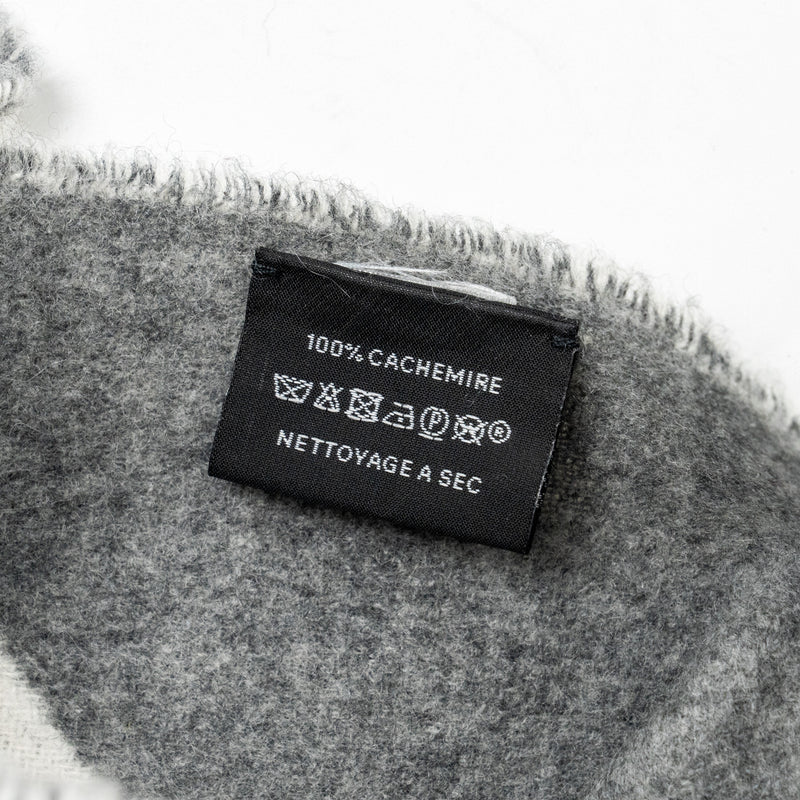 100% CACHEMIRE
P W ®
NETTOYAGE A SEC